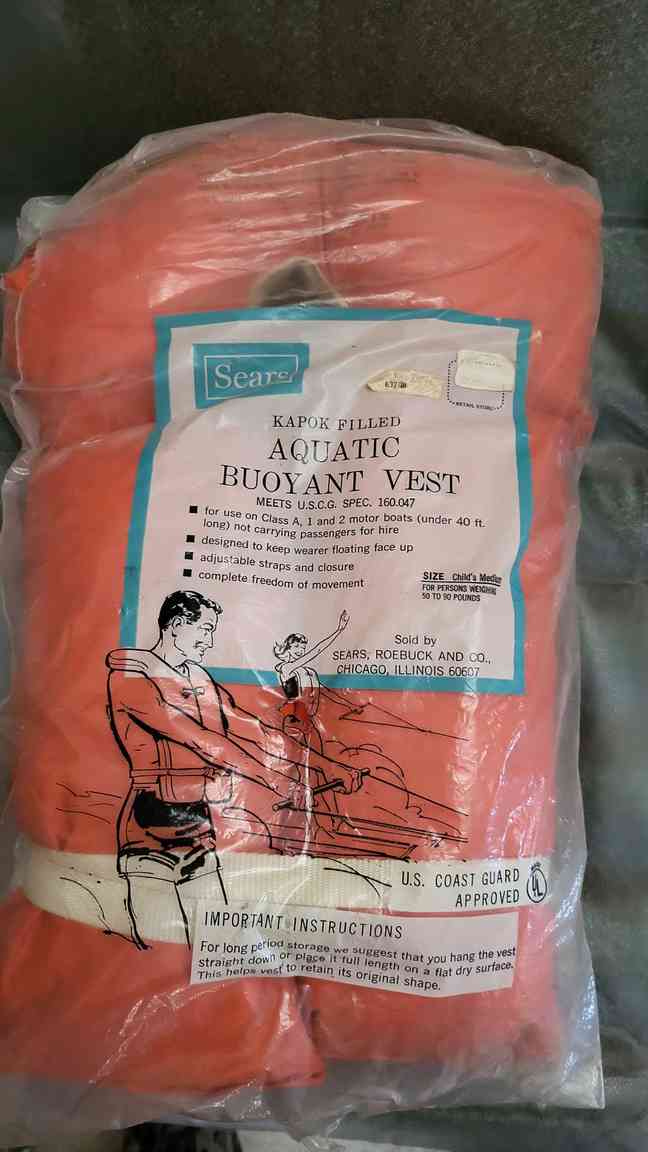 Sears
RETAIL STORE
KAPOK FILLED
AQUATIC
BUOYANT VEST
MEETS U.S.C.G. SPEC. 160.047
■ for use on Class A, 1 and 2 motor boats (under 40 ft.
long) not carrying passengers for hire
■ designed to keep wearer floating face up
■ adjustable straps and closure
■ complete freedom of movement
SIZE Child's Medium
FOR PERSONS WEIGHING
50 TO 90 POUNDS
Sold by
SEARS, ROEBUCK AND CO.,
CHICAGO, ILLINOIS 60607
U.S. COAST GUARD
APPROVED UL
IMPORTANT INSTRUCTIONS
For long period storage we suggest that you hang the vest
straight down or place it full length on a flat dry surface.
This helps vest to retain its original shape.